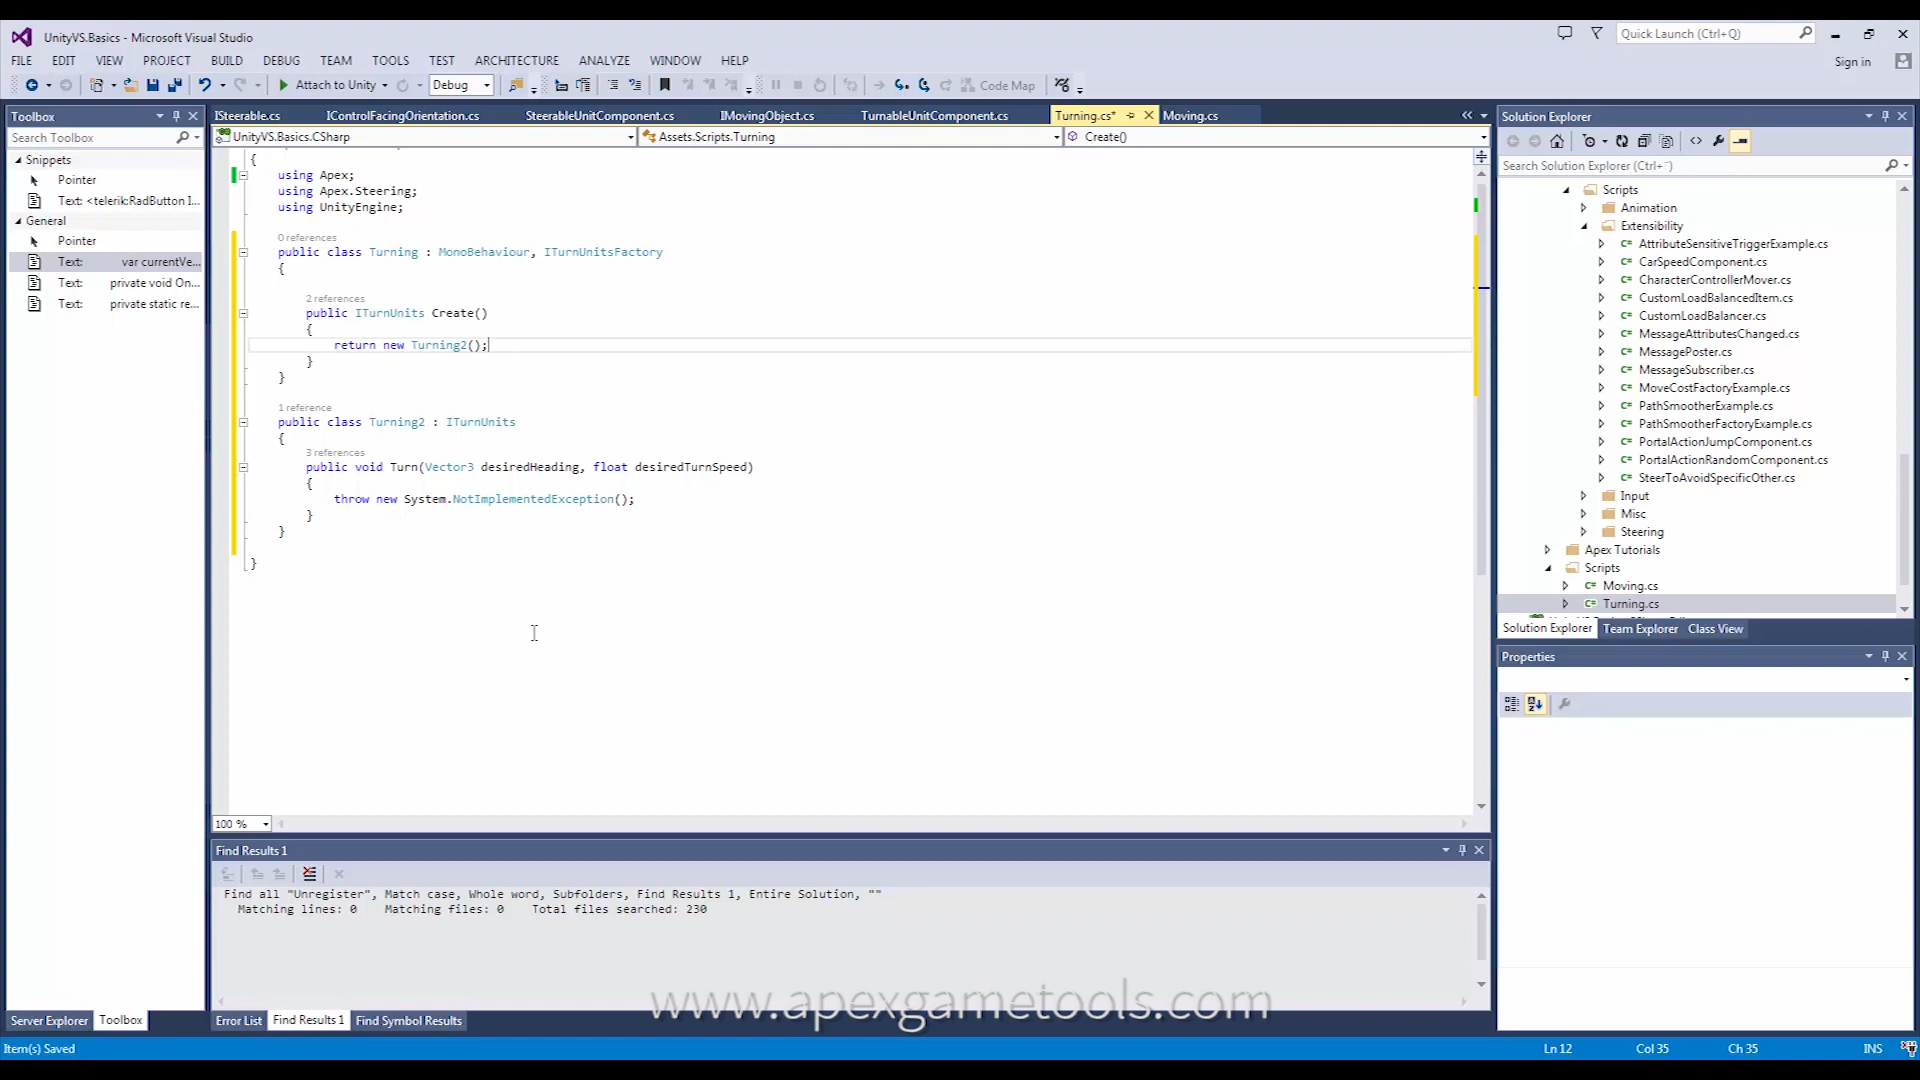 UnityVS.Basics - Microsoft Visual Studio
Quick Launch (Ctrl+Q)
FILE EDIT VIEW PROJECT BUILD DEBUG TEAM TOOLS TEST ARCHITECTURE ANALYZE WINDOW HELP
Sign in
Attach to Unity Debug Code Map
Toolbox
Search Toolbox
Snippets
Pointer
Text: <telerik:RadButton I...
General
Pointer
Text: var currentVe...
Text: private void On...
Text: private static re...
Server Explorer Toolbox
ISteerable.cs IControlFacingOrientation.cs SteerableUnitComponent.cs IMovingObject.cs TurnableUnitComponent.cs Turning.cs* Moving.cs
UnityVS.Basics.CSharp Assets.Scripts.Turning Create()
{
using Apex;
using Apex.Steering;
using UnityEngine;
0 references
public class Turning : MonoBehaviour, ITurnUnitsFactory
{
2 references
public ITurnUnits Create()
{
return new Turning2();
}
}
1 reference
public class Turning2 : ITurnUnits
{
3 references
public void Turn(Vector3 desiredHeading, float desiredTurnSpeed)
{
throw new System.NotImplementedException();
}
}
}
100 %
Find Results 1
Find all "Unregister", Match case, Whole word, Subfolders, Find Results 1, Entire Solution, ""
Matching lines: 0 Matching files: 0 Total files searched: 230
Error List Find Results 1 Find Symbol Results
www.apexgametools.com
Solution Explorer
Search Solution Explorer (Ctrl+¨)
Scripts
Animation
Extensibility
C# AttributeSensitiveTriggerExample.cs
C# CarSpeedComponent.cs
C# CharacterControllerMover.cs
C# CustomLoadBalancedItem.cs
C# CustomLoadBalancer.cs
C# MessageAttributesChanged.cs
C# MessagePoster.cs
C# MessageSubscriber.cs
C# MoveCostFactoryExample.cs
C# PathSmootherExample.cs
C# PathSmootherFactoryExample.cs
C# PortalActionJumpComponent.cs
C# PortalActionRandomComponent.cs
C# SteerToAvoidSpecificOther.cs
Input
Misc
Steering
Apex Tutorials
Scripts
C# Moving.cs
C# Turning.cs
Solution Explorer Team Explorer Class View
Properties
Item(s) Saved Ln 12 Col 35 Ch 35 INS